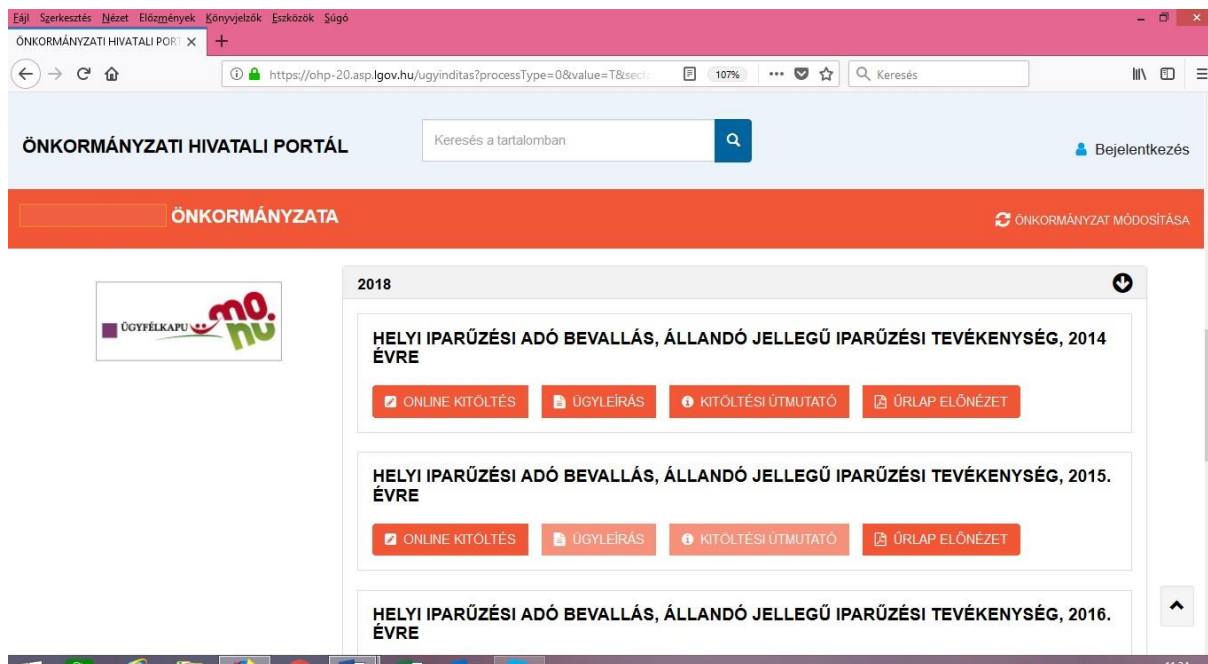 Fájl Szerkesztés Nézet Előzmények Könyvjelzők Eszközök Súgó
ÖNKORMÁNYZATI HIVATALI PORT
https://ohp-20.asp.lgov.hu/ugyinditas?processType=0&value=T&secto 107% Keresés
ÖNKORMÁNYZATI HIVATALI PORTÁL Keresés a tartalomban Bejelentkezés
ÖNKORMÁNYZATA ÖNKORMÁNYZAT MÓDOSÍTÁSA
2018
ÜGYFÉLKAPU mo.hu
HELYI IPARŰZÉSI ADÓ BEVALLÁS, ÁLLANDÓ JELLEGŰ IPARŰZÉSI TEVÉKENYSÉG, 2014
ÉVRE
ONLINE KITÖLTÉS ÜGYLEÍRÁS KITÖLTÉSI ÚTMUTATÓ ŰRLAP ELŐNÉZET
HELYI IPARŰZÉSI ADÓ BEVALLÁS, ÁLLANDÓ JELLEGŰ IPARŰZÉSI TEVÉKENYSÉG, 2015.
ÉVRE
ONLINE KITÖLTÉS ÜGYLEÍRÁS KITÖLTÉSI ÚTMUTATÓ ŰRLAP ELŐNÉZET
HELYI IPARŰZÉSI ADÓ BEVALLÁS, ÁLLANDÓ JELLEGŰ IPARŰZÉSI TEVÉKENYSÉG, 2016.
ÉVRE